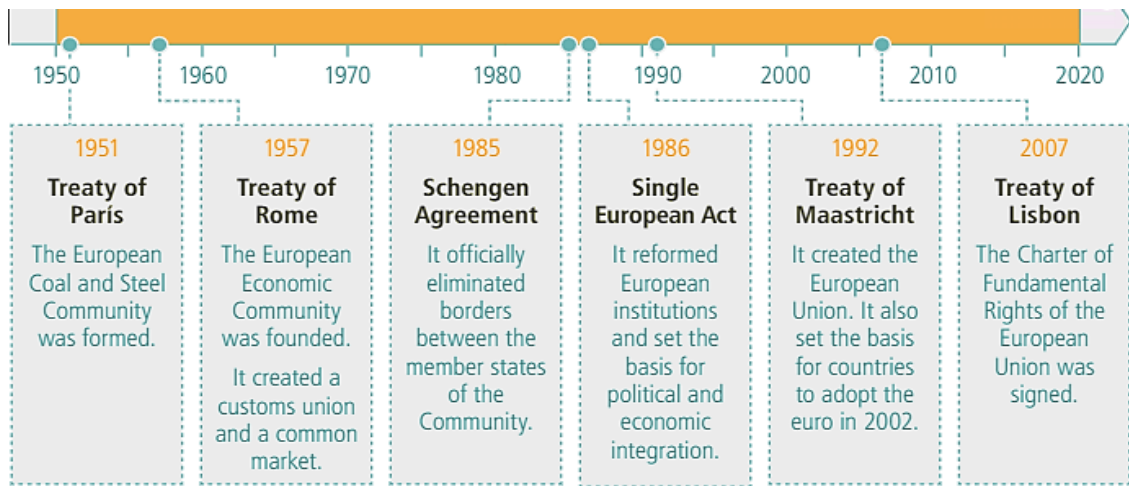 1950 1960 1970 1980 1990 2000 2010 2020
1951
Treaty of
París
The European
Coal and Steel
Community
was formed.
1957
Treaty of
Rome
The European
Economic
Community
was founded.
It created a
customs union
and a common
market.
1985
Schengen
Agreement
It officially
eliminated
borders
between the
member states
of the
Community.
1986
Single
European Act
It reformed
European
institutions
and set the
basis for
political and
economic
integration.
1992
Treaty of
Maastricht
It created the
European
Union. It also
set the basis
for countries
to adopt the
euro in 2002.
2007
Treaty of
Lisbon
The Charter of
Fundamental
Rights of the
European
Union was
signed.